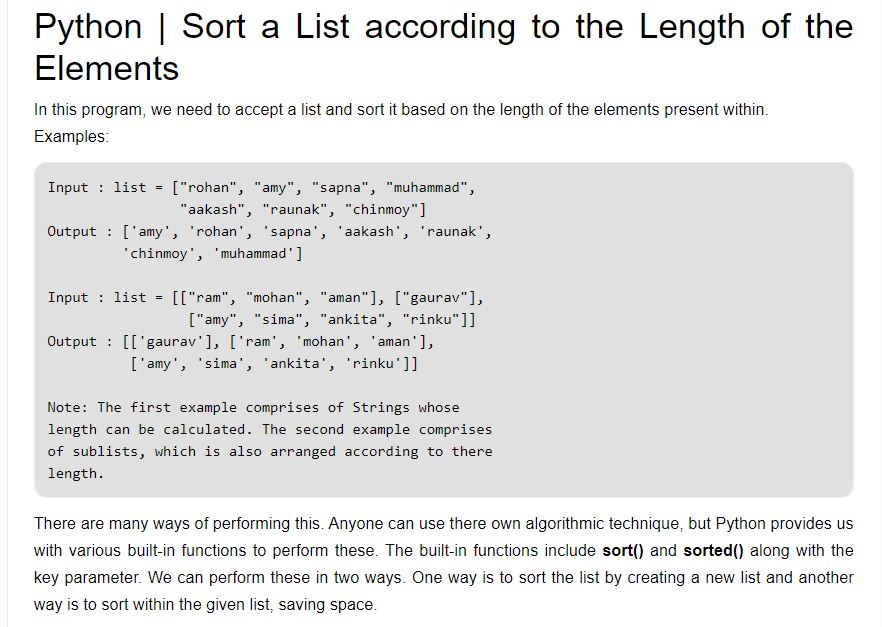 Python | Sort a List according to the Length of the
Elements
In this program, we need to accept a list and sort it based on the length of the elements present within.
Examples:
Input : list = ["rohan", "amy", "sapna", "muhammad",
"aakash", "raunak", "chinmoy"]
Output : ['amy', 'rohan', 'sapna', 'aakash', 'raunak',
'chinmoy', 'muhammad']
Input : list = [["ram", "mohan", "aman"], ["gaurav"],
["amy", "sima", "ankita", "rinku"]]
Output : [['gaurav'], ['ram', 'mohan', 'aman'],
['amy', 'sima', 'ankita', 'rinku']]
Note: The first example comprises of Strings whose
length can be calculated. The second example comprises
of sublists, which is also arranged according to there
length.
There are many ways of performing this. Anyone can use there own algorithmic technique, but Python provides us
with various built-in functions to perform these. The built-in functions include sort() and sorted() along with the
key parameter. We can perform these in two ways. One way is to sort the list by creating a new list and another
way is to sort within the given list, saving space.